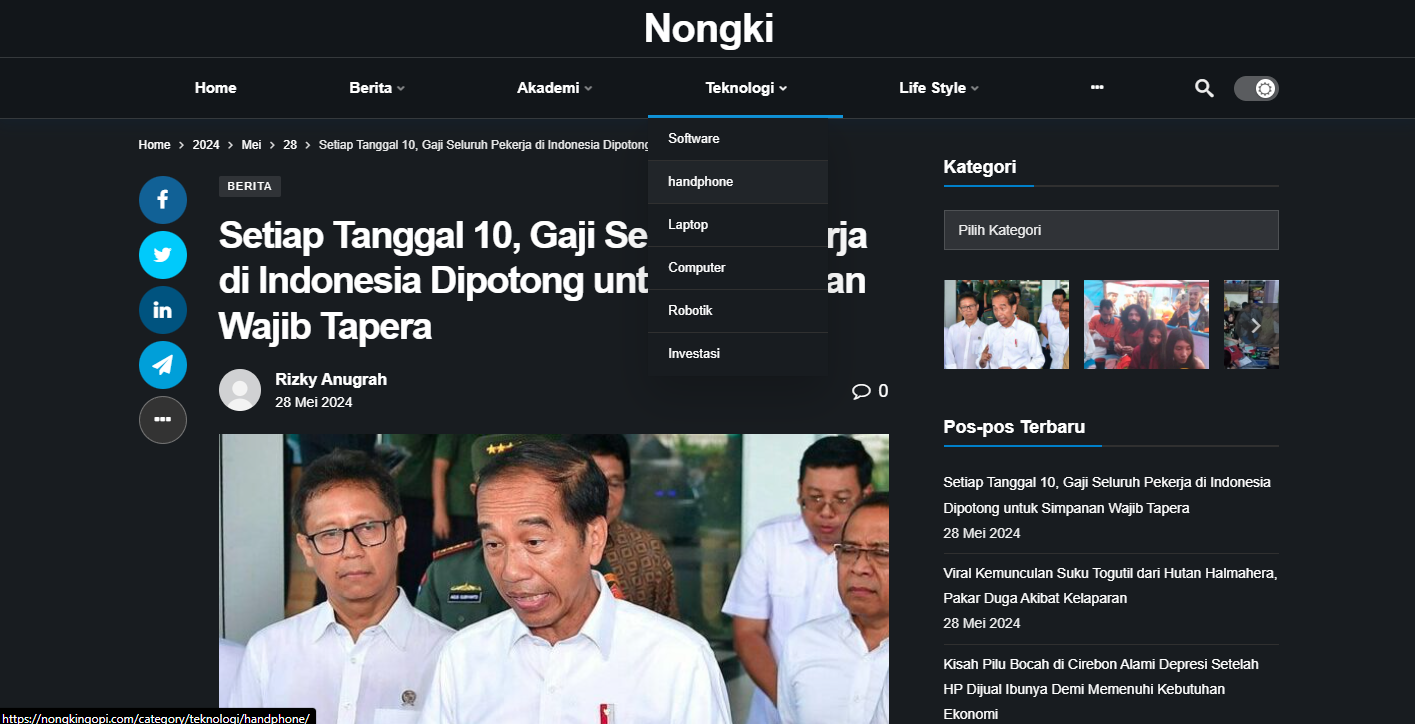 Nongki
Home
Berita
Akademi
Teknologi
Life Style
Software
handphone
Laptop
Computer
Robotik
Investasi
Home > 2024 > Mei > 28 > Setiap Tanggal 10, Gaji Seluruh Pekerja di Indonesia Dipotong
BERITA
Setiap Tanggal 10, Gaji Se rja
di Indonesia Dipotong unt an
Wajib Tapera
Rizky Anugrah
28 Mei 2024
0
Kategori
Pilih Kategori
Pos-pos Terbaru
Setiap Tanggal 10, Gaji Seluruh Pekerja di Indonesia
Dipotong untuk Simpanan Wajib Tapera
28 Mei 2024
Viral Kemunculan Suku Togutil dari Hutan Halmahera,
Pakar Duga Akibat Kelaparan
28 Mei 2024
Kisah Pilu Bocah di Cirebon Alami Depresi Setelah
HP Dijual Ibunya Demi Memenuhi Kebutuhan
Ekonomi
https://nongkingopi.com/category/teknologi/handphone/